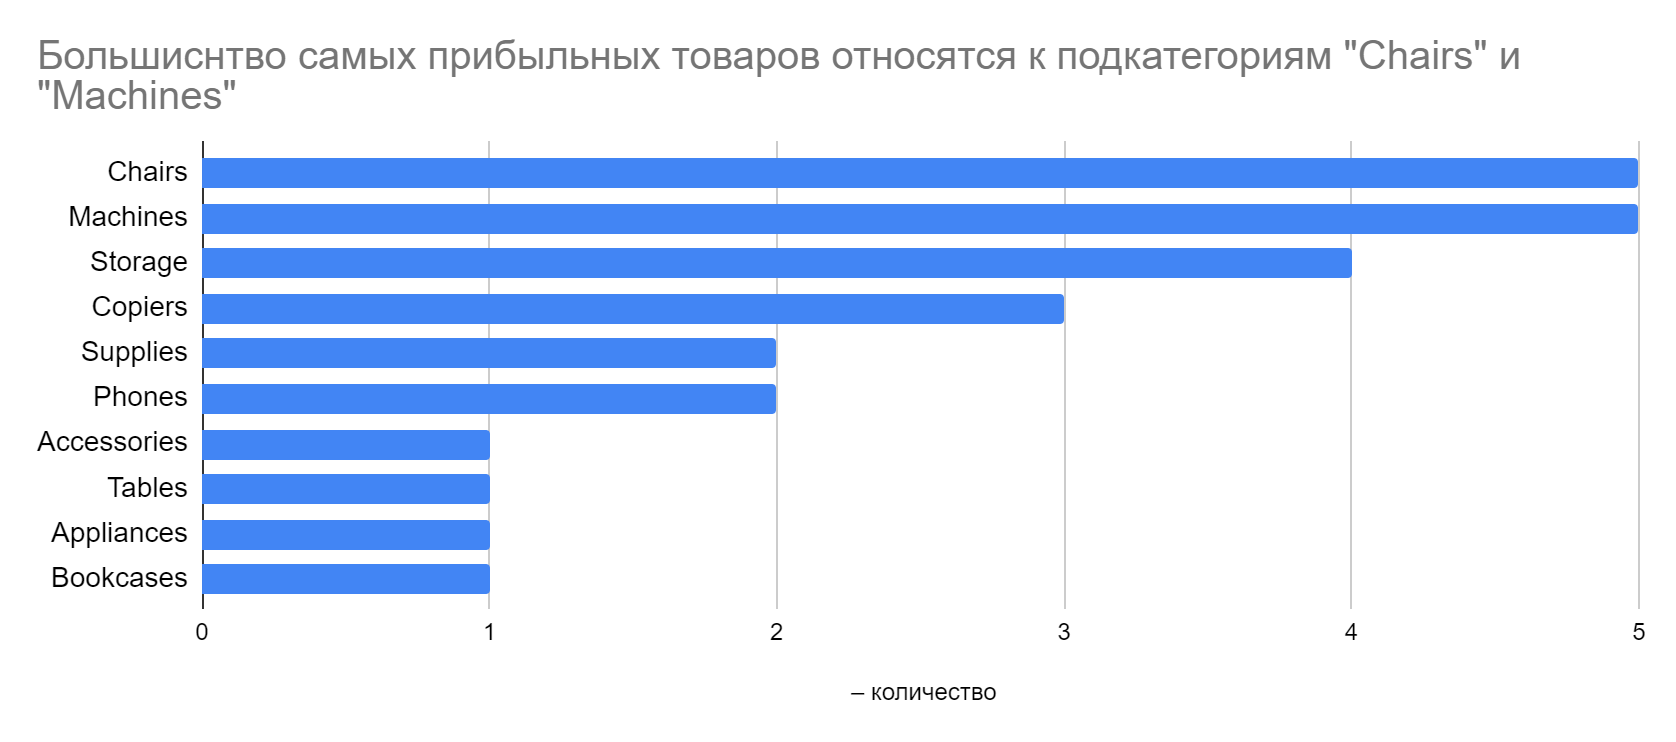 Большиснтво самых прибыльных товаров относятся к подкатегориям "Chairs" и
"Machines"
Chairs
Machines
Storage
Copiers
Supplies
Phones
Accessories
Tables
Appliances
Bookcases
0 1 2 3 4 5
– количество